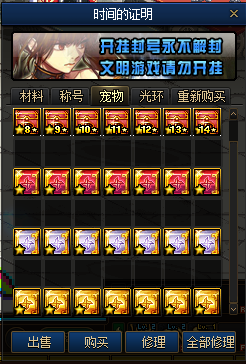 时间的证明
开挂封号永不解封
文明游戏请勿开挂
材料 称号 宠物 光环 重新购买
8 9 10 11 12 13 14
出售 购买 修理 全部修理